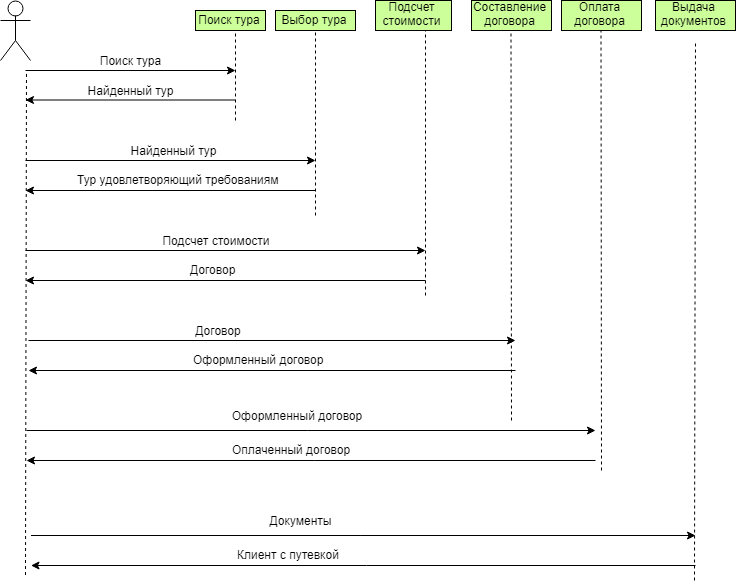 Поиск тура
Выбор тура
Подсчет
стоимости
Составление
договора
Оплата
договора
Выдача
документов
Поиск тура
Найденный тур
Найденный тур
Тур удовлетворяющий требованиям
Подсчет стоимости
Договор
Договор
Оформленный договор
Оформленный договор
Оплаченный договор
Документы
Клиент с путевкой